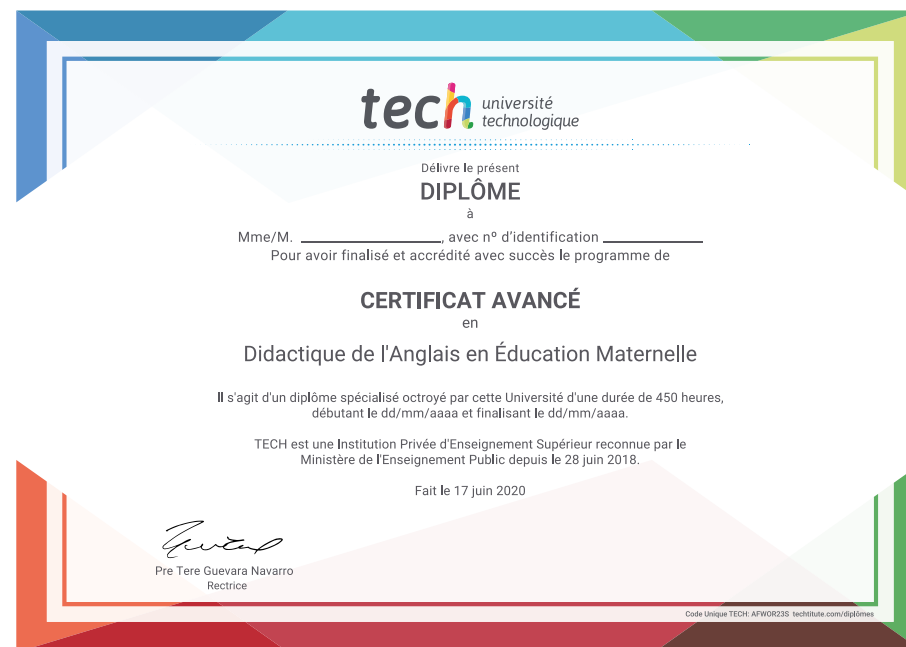 tech université
technologique
Délivre le présent
DIPLÔME
à
Mme/M. ____________________, avec nº d'identification ______________
Pour avoir finalisé et accrédité avec succès le programme de
CERTIFICAT AVANCÉ
en
Didactique de l'Anglais en Éducation Maternelle
Il s'agit d'un diplôme spécialisé octroyé par cette Université d'une durée de 450 heures,
débutant le dd/mm/aaaa et finalisant le dd/mm/aaaa.
TECH est une Institution Privée d'Enseignement Supérieur reconnue par le
Ministère de l'Enseignement Public depuis le 28 juin 2018.
Fait le 17 juin 2020
Pre Tere Guevara Navarro
Rectrice
Code Unique TECH: AFWOR23S techtitute.com/diplômes